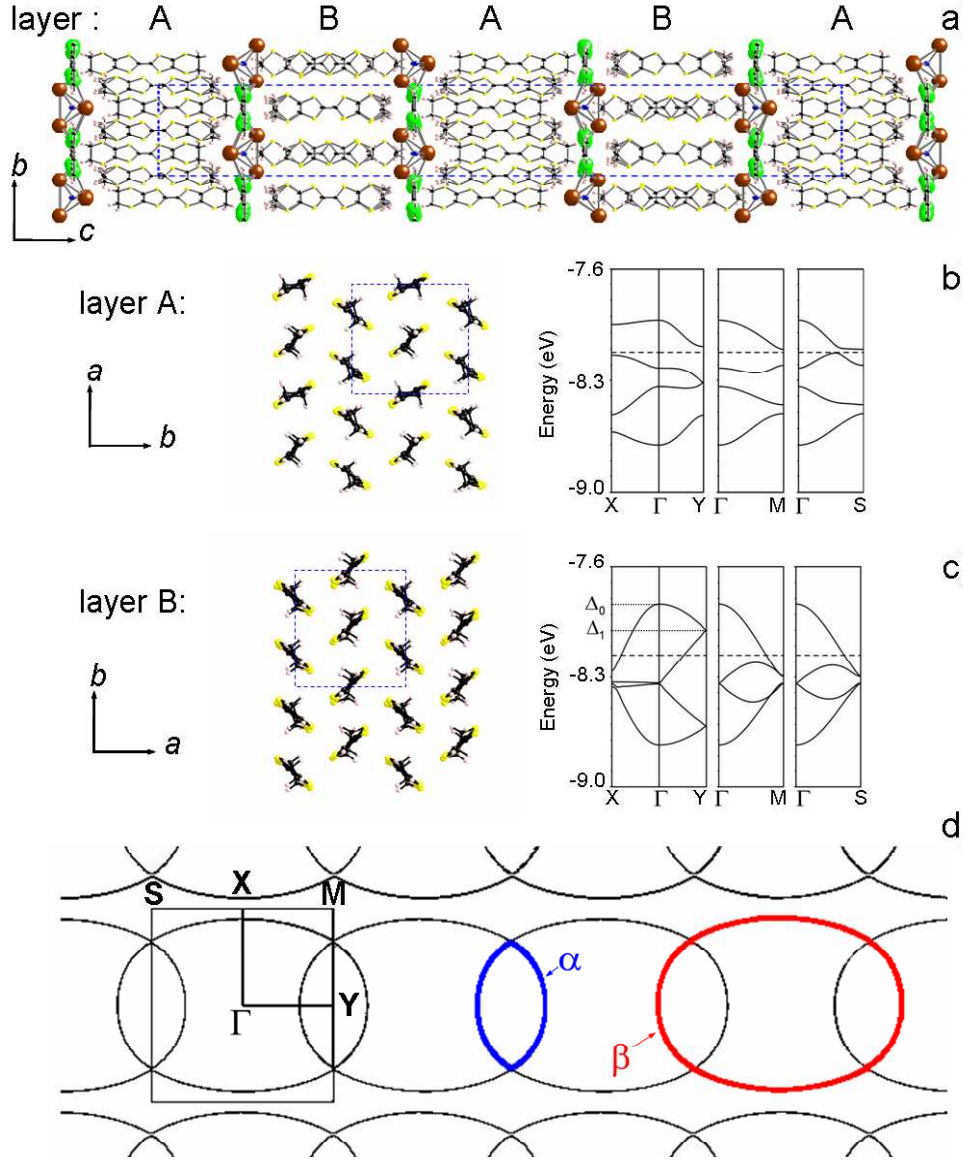 layer : A B A B A a
b
c
layer A:
a
b
b
Energy (eV)
-7.6
-8.3
-9.0
X Γ Y Γ M Γ S
layer B:
b
a
c
Energy (eV)
-7.6
Δ0
Δ1
-8.3
-9.0
X Γ Y Γ M Γ S
d
S X M
Γ Y
α
β